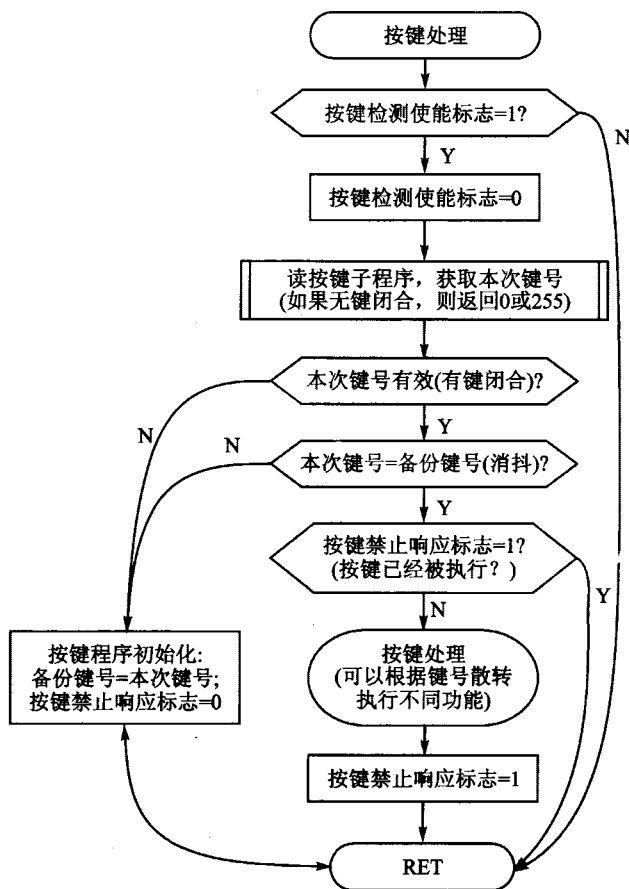 按键处理
按键检测使能标志=1?
N
Y
按键检测使能标志=0
读按键子程序，获取本次键号
(如果无键闭合，则返回0或255)
本次键号有效(有键闭合)?
N
Y
N
本次键号=备份键号(消抖)?
Y
按键禁止响应标志=1?
(按键已经被执行？)
Y
N
按键程序初始化:
备份键号=本次键号;
按键禁止响应标志=0
按键处理
(可以根据键号散转
执行不同功能)
按键禁止响应标志=1
RET